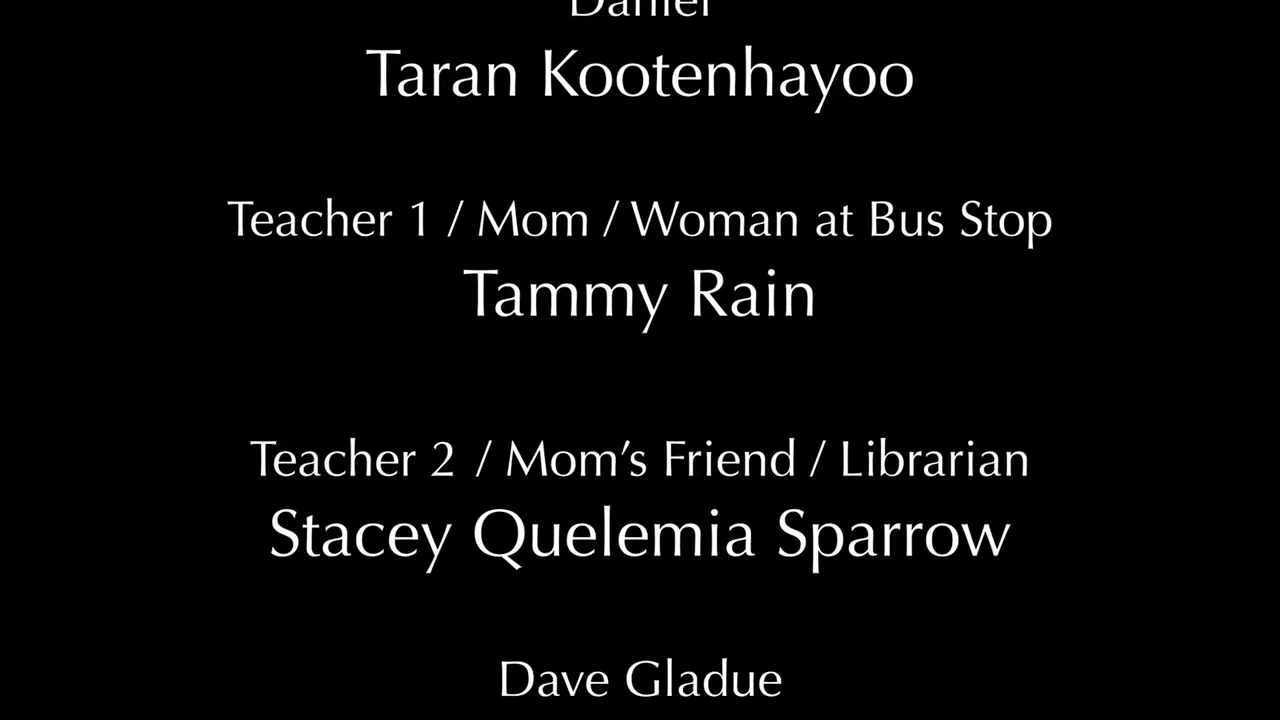 Daniel
Taran Kootenhayoo
Teacher 1 / Mom / Woman at Bus Stop
Tammy Rain
Teacher 2 / Mom’s Friend / Librarian
Stacey Quelemia Sparrow
Dave Gladue